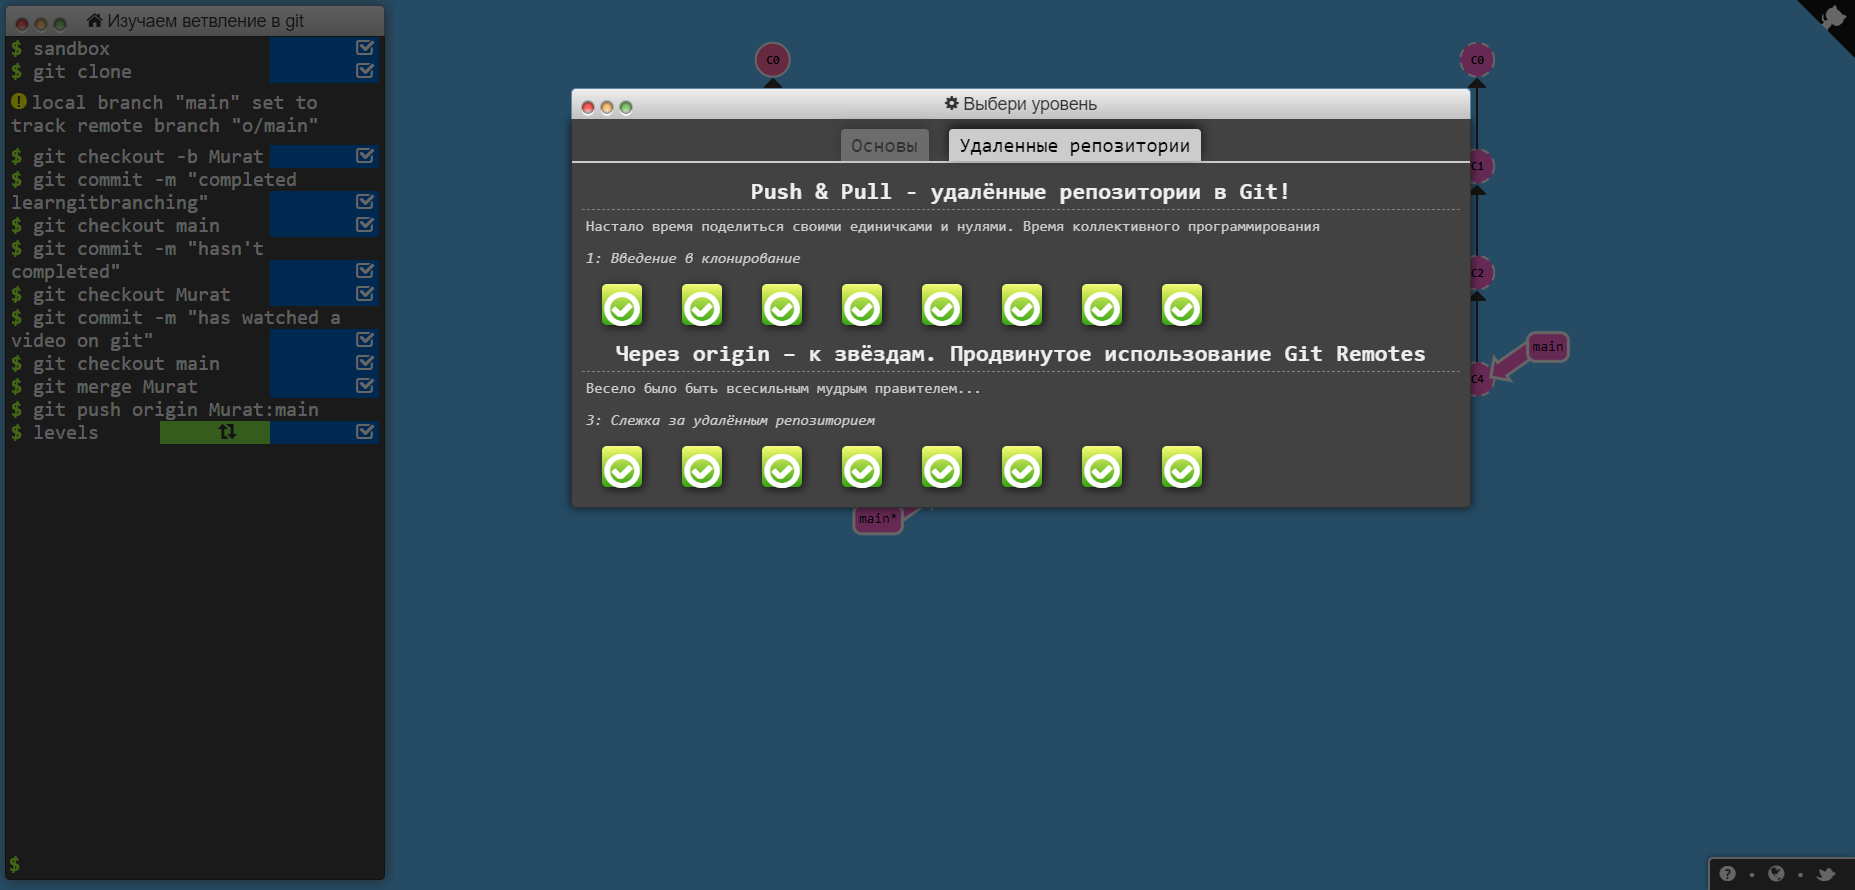 Изучаем ветвление в git
$ sandbox
$ git clone
local branch "main" set to
track remote branch "o/main"
$ git checkout -b Murat
$ git commit -m "completed
learngitbranching"
$ git checkout main
$ git commit -m "hasn't
completed"
$ git checkout Murat
$ git commit -m "has watched a
video on git"
$ git checkout main
$ git merge Murat
$ git push origin Murat:main
$ levels
$
C0
Выбери уровень
Основы
Удаленные репозитории
Push & Pull - удалённые репозитории в Git!
Настало время поделиться своими единичками и нулями. Время коллективного программирования
1: Введение в клонирование
Через origin – к звёздам. Продвинутое использование Git Remotes
Весело было быть всесильным мудрым правителем...
3: Слежка за удалённым репозиторием
main*
C0
C1
C2
main
C4